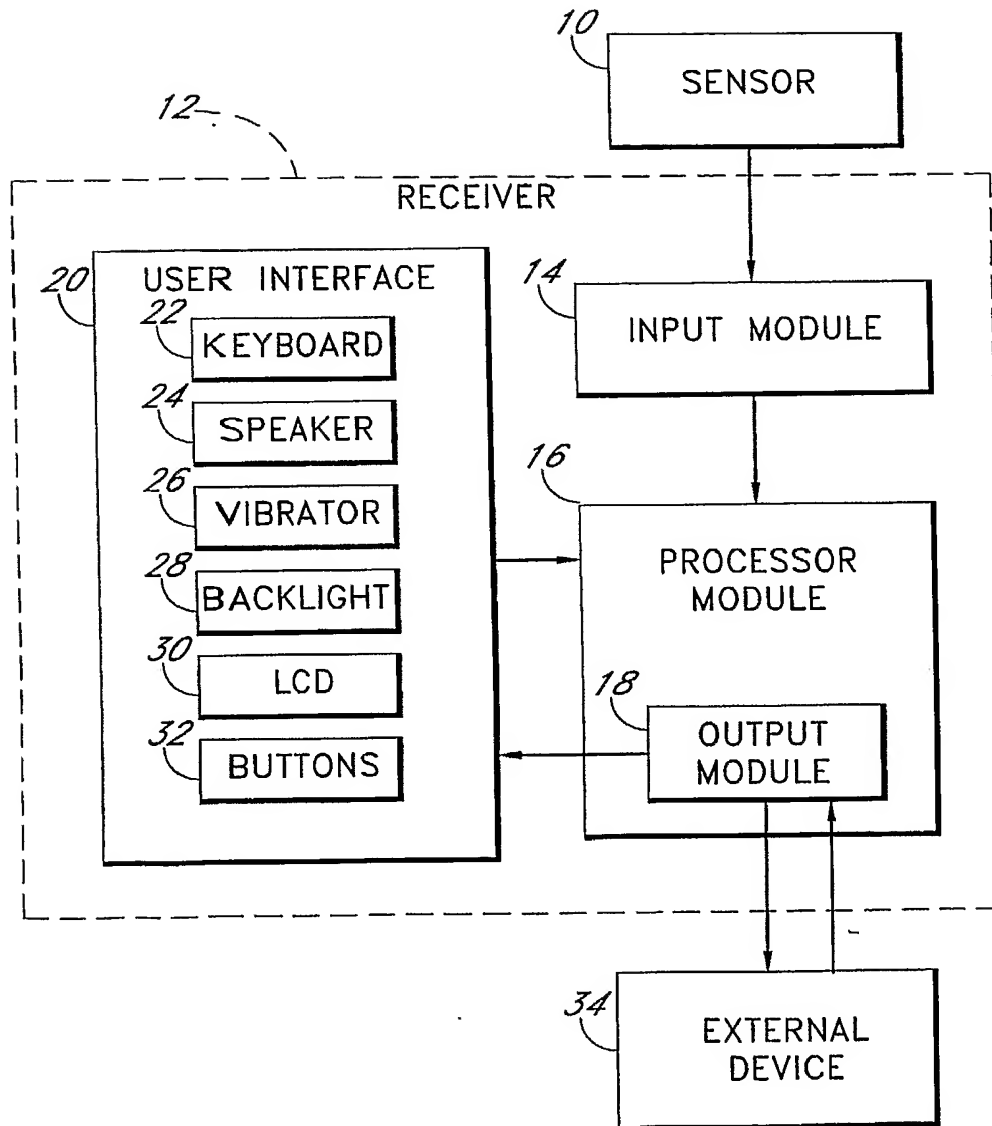 10
SENSOR
12
RECEIVER
20
USER INTERFACE
14
INPUT MODULE
22
KEYBOARD
24
SPEAKER
26
VIBRATOR
28
BACKLIGHT
30
LCD
32
BUTTONS
16
PROCESSOR
MODULE
18
OUTPUT
MODULE
34
EXTERNAL
DEVICE